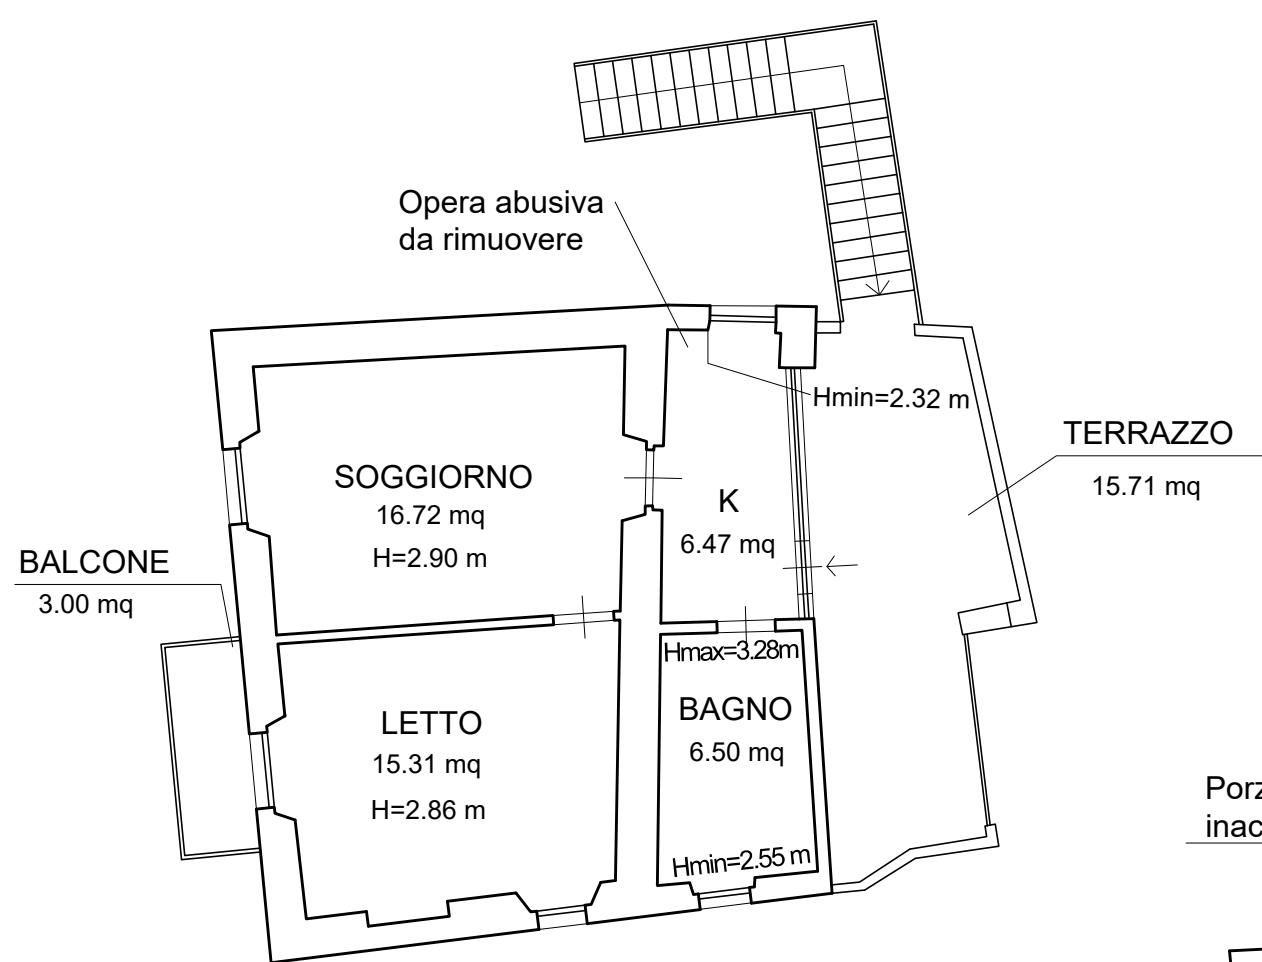 Opera abusiva
da rimuovere
Hmin=2.32 m
TERRAZZO
15.71 mq
SOGGIORNO
16.72 mq
H=2.90 m
K
6.47 mq
BALCONE
3.00 mq
Hmax=3.28m
LETTO
15.31 mq
H=2.86 m
BAGNO
6.50 mq
Hmin=2.55 m